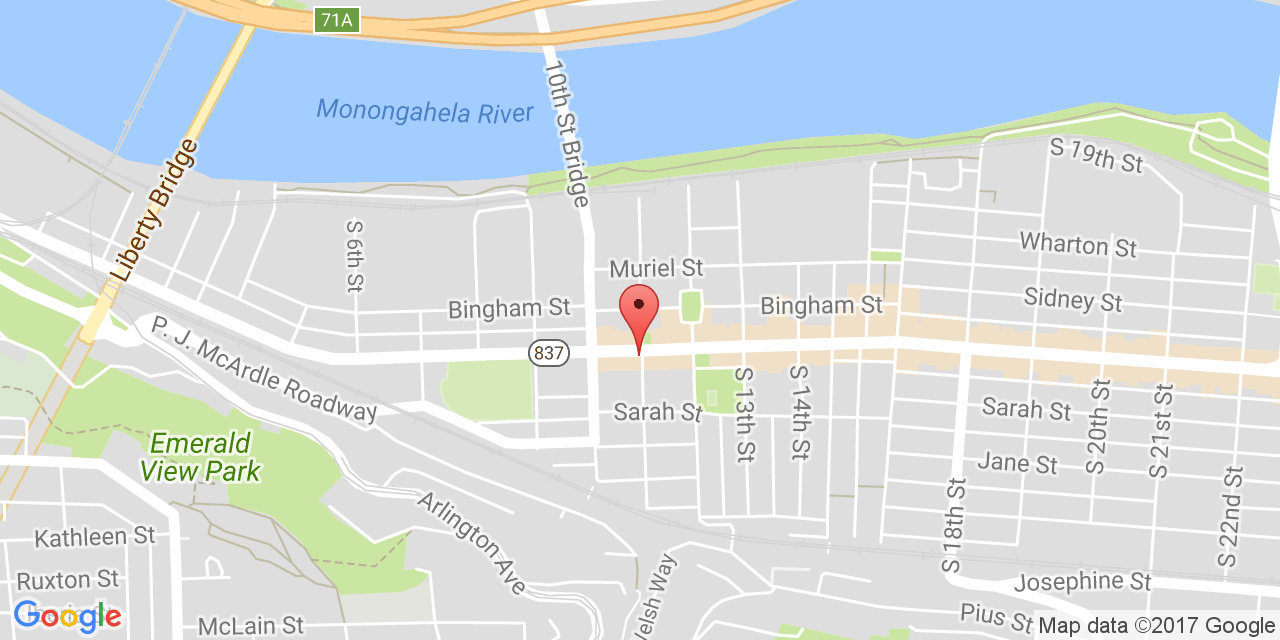 71A
10th St Bridge
Monongahela River
Liberty Bridge
S 19th St
S 6th St
Wharton St
Muriel St
Bingham St
Bingham St
Sidney St
P. J. McArdle Roadway
837
S 13th St
S 14th St
Sarah St
Sarah St
S 20th St
S 21st St
Emerald
View Park
Jane St
Arlington Ave
S 18th St
S 22nd St
Kathleen St
Ruxton St
Josephine St
Welsh Way
Google
McLain St
Pius St
Map data ©2017 Google